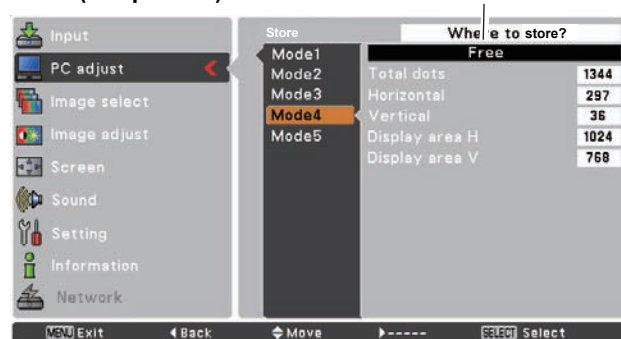 Store
Where to store?
Input
PC adjust
Image select
Image adjust
Screen
Sound
Setting
Information
Network
Mode1
Mode2
Mode3
Mode4
Mode5
Free
Total dots 1344
Horizontal 297
Vertical 36
Display area H 1024
Display area V 768
MENU Exit ◀Back Move ▶----- SELECT Select